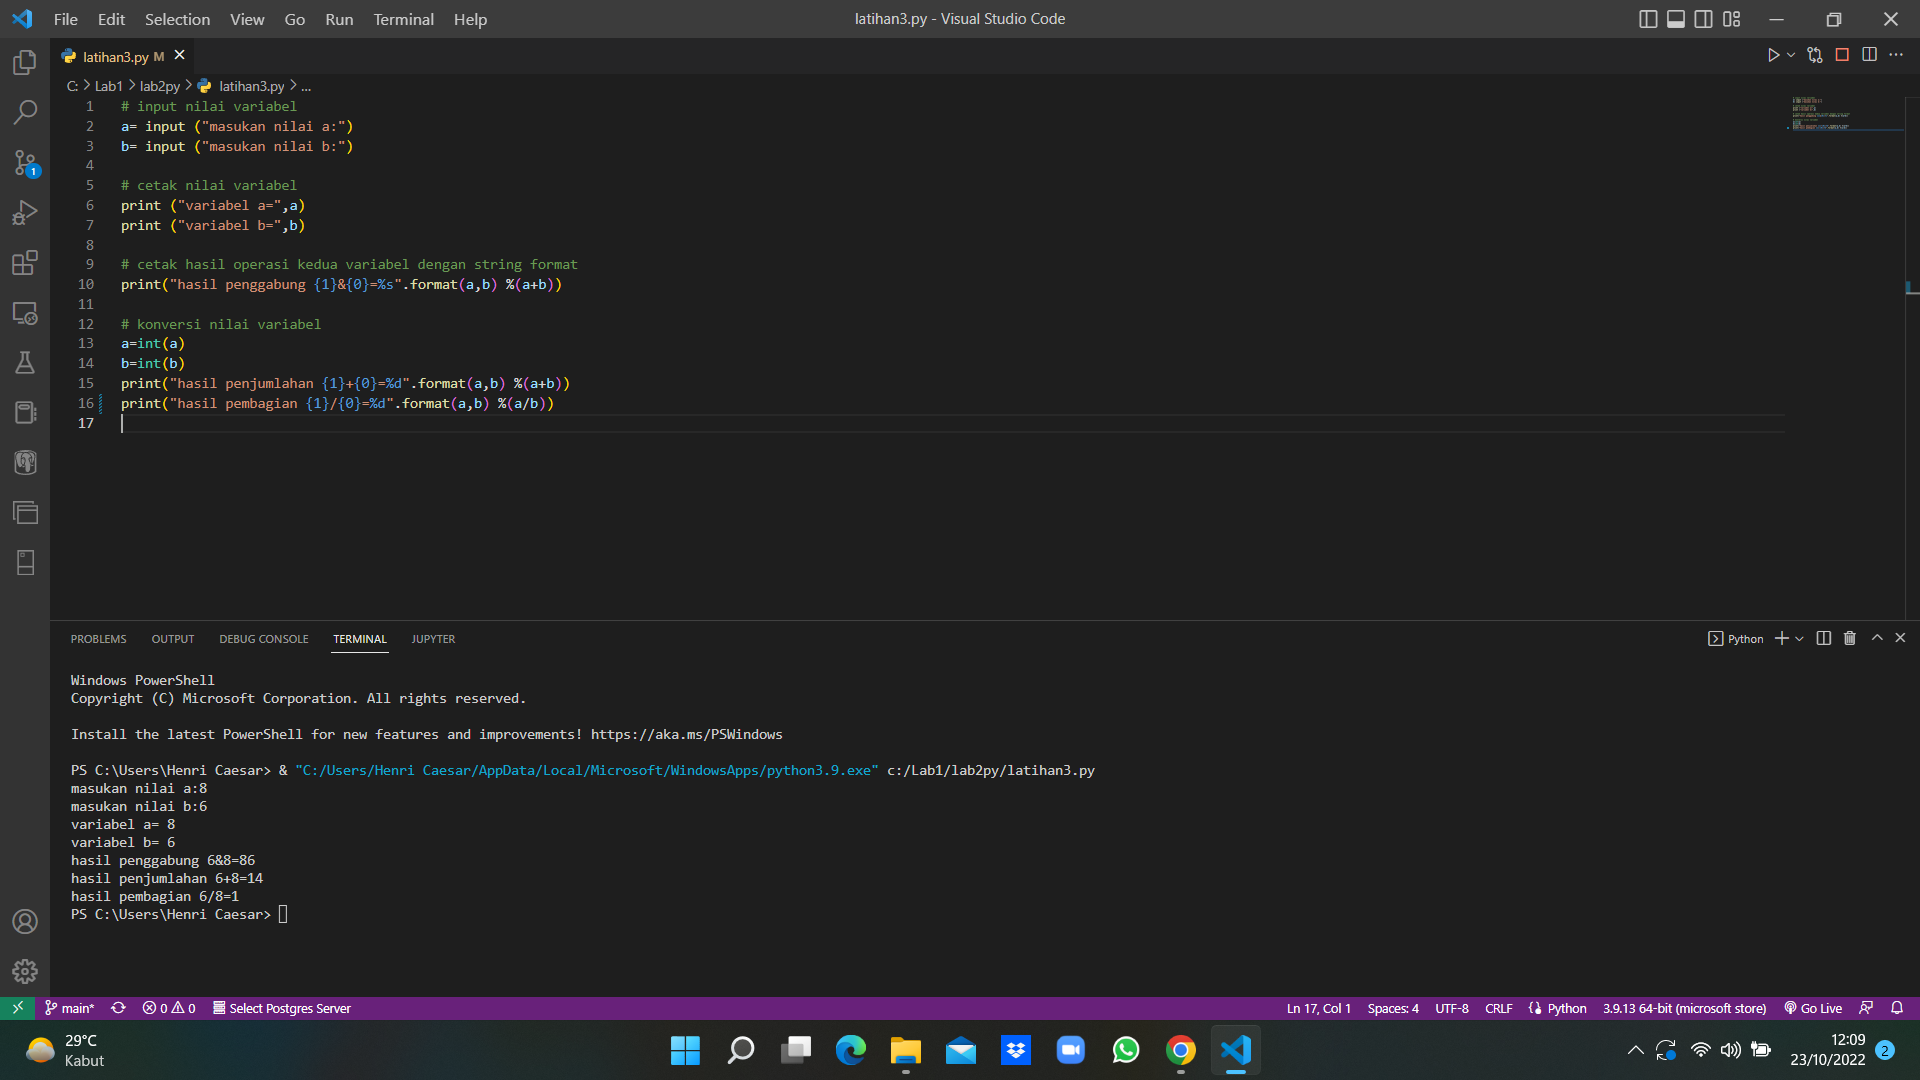 File Edit Selection View Go Run Terminal Help
latihan3.py - Visual Studio Code
latihan3.py M
C: > Lab1 > lab2py > latihan3.py > ...
1 # input nilai variabel
2 a= input ("masukan nilai a:")
3 b= input ("masukan nilai b:")
4
5 # cetak nilai variabel
6 print ("variabel a=",a)
7 print ("variabel b=",b)
8
9 # cetak hasil operasi kedua variabel dengan string format
10 print("hasil penggabung {1}&{0}=%s".format(a,b) %(a+b))
11
12 # konversi nilai variabel
13 a=int(a)
14 b=int(b)
15 print("hasil penjumlahan {1}+{0}=%d".format(a,b) %(a+b))
16 print("hasil pembagian {1}/{0}=%d".format(a,b) %(a/b))
17
1
PROBLEMS OUTPUT DEBUG CONSOLE TERMINAL JUPYTER
Python
Windows PowerShell
Copyright (C) Microsoft Corporation. All rights reserved.
Install the latest PowerShell for new features and improvements! https://aka.ms/PSWindows
PS C:\Users\Henri Caesar> & "C:/Users/Henri Caesar/AppData/Local/Microsoft/WindowsApps/python3.9.exe" c:/Lab1/lab2py/latihan3.py
masukan nilai a:8
masukan nilai b:6
variabel a= 8
variabel b= 6
hasil penggabung 6&8=86
hasil penjumlahan 6+8=14
hasil pembagian 6/8=1
PS C:\Users\Henri Caesar>
main* 0 0 Select Postgres Server
Ln 17, Col 1 Spaces: 4 UTF-8 CRLF Python 3.9.13 64-bit (microsoft store) Go Live
29°C
Kabut
12:09
23/10/2022
2